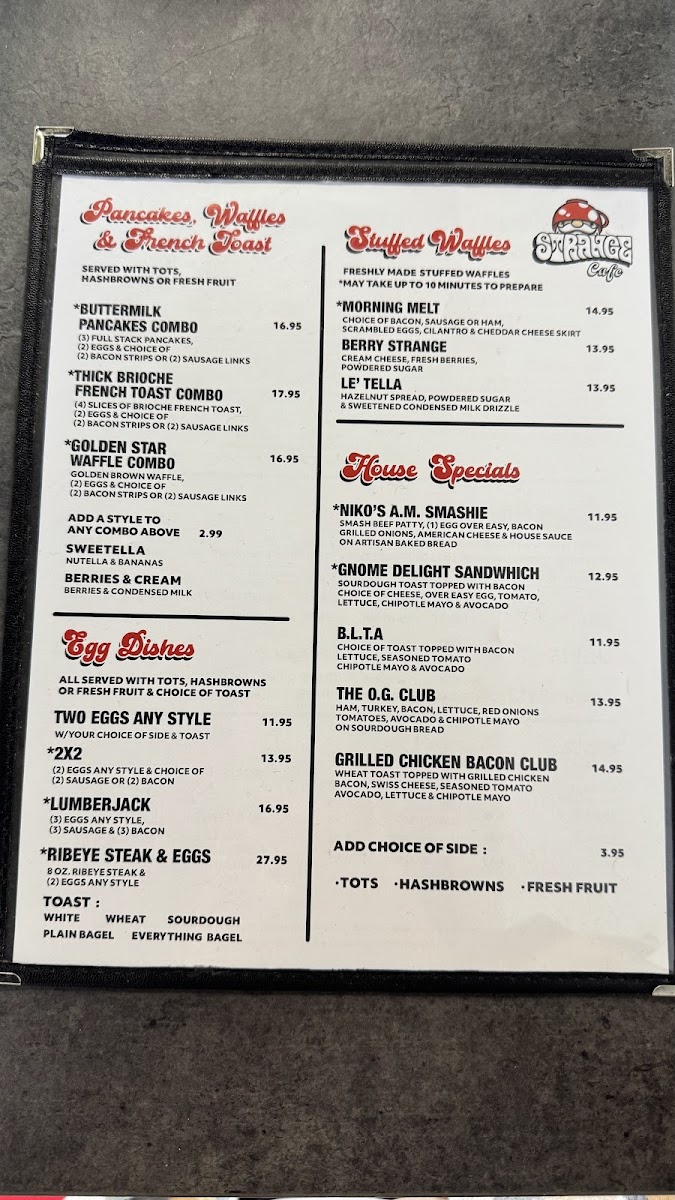 Pancakes, Waffles
& French Toast
SERVED WITH TOTS,
HASHBROWNS OR FRESH FRUIT
*BUTTERMILK
PANCAKES COMBO 16.95
(3) FULL STACK PANCAKES,
(2) EGGS & CHOICE OF
(2) BACON STRIPS OR (2) SAUSAGE LINKS
*THICK BRIOCHE
FRENCH TOAST COMBO 17.95
(4) SLICES OF BRIOCHE FRENCH TOAST,
(2) EGGS & CHOICE OF
(2) BACON STRIPS OR (2) SAUSAGE LINKS
*GOLDEN STAR
WAFFLE COMBO 16.95
GOLDEN BROWN WAFFLE,
(2) EGGS & CHOICE OF
(2) BACON STRIPS OR (2) SAUSAGE LINKS
ADD A STYLE TO
ANY COMBO ABOVE 2.99
SWEETELLA
NUTELLA & BANANAS
BERRIES & CREAM
BERRIES & CONDENSED MILK
Egg Dishes
ALL SERVED WITH TOTS, HASHBROWNS
OR FRESH FRUIT & CHOICE OF TOAST
TWO EGGS ANY STYLE 11.95
W/YOUR CHOICE OF SIDE & TOAST
*2X2 13.95
(2) EGGS ANY STYLE & CHOICE OF
(2) SAUSAGE OR (2) BACON
*LUMBERJACK 16.95
(3) EGGS ANY STYLE,
(3) SAUSAGE & (3) BACON
*RIBEYE STEAK & EGGS 27.95
8 OZ. RIBEYE STEAK &
(2) EGGS ANY STYLE
TOAST :
WHITE WHEAT SOURDOUGH
PLAIN BAGEL EVERYTHING BAGEL
STRANGE
Cafe
Stuffed Waffles
FRESHLY MADE STUFFED WAFFLES
*MAY TAKE UP TO 10 MINUTES TO PREPARE
*MORNING MELT 14.95
CHOICE OF BACON, SAUSAGE OR HAM,
SCRAMBLED EGGS, CILANTRO & CHEDDAR CHEESE SKIRT
BERRY STRANGE 13.95
CREAM CHEESE, FRESH BERRIES,
POWDERED SUGAR
LE' TELLA 13.95
HAZELNUT SPREAD, POWDERED SUGAR
& SWEETENED CONDENSED MILK DRIZZLE
House Specials
*NIKO'S A.M. SMASHIE 11.95
SMASH BEEF PATTY, (1) EGG OVER EASY, BACON
GRILLED ONIONS, AMERICAN CHEESE & HOUSE SAUCE
ON ARTISAN BAKED BREAD
*GNOME DELIGHT SANDWHICH 12.95
SOURDOUGH TOAST TOPPED WITH BACON
CHOICE OF CHEESE, OVER EASY EGG, TOMATO,
LETTUCE, CHIPOTLE MAYO & AVOCADO
B.L.T.A 11.95
CHOICE OF TOAST TOPPED WITH BACON
LETTUCE, SEASONED TOMATO
CHIPOTLE MAYO & AVOCADO
THE O.G. CLUB 13.95
HAM, TURKEY, BACON, LETTUCE, RED ONIONS
TOMATOES, AVOCADO & CHIPOTLE MAYO
ON SOURDOUGH BREAD
GRILLED CHICKEN BACON CLUB 14.95
WHEAT TOAST TOPPED WITH GRILLED CHICKEN
BACON, SWISS CHEESE, SEASONED TOMATO
AVOCADO, LETTUCE & CHIPOTLE MAYO
ADD CHOICE OF SIDE : 3.95
·TOTS ·HASHBROWNS ·FRESH FRUIT